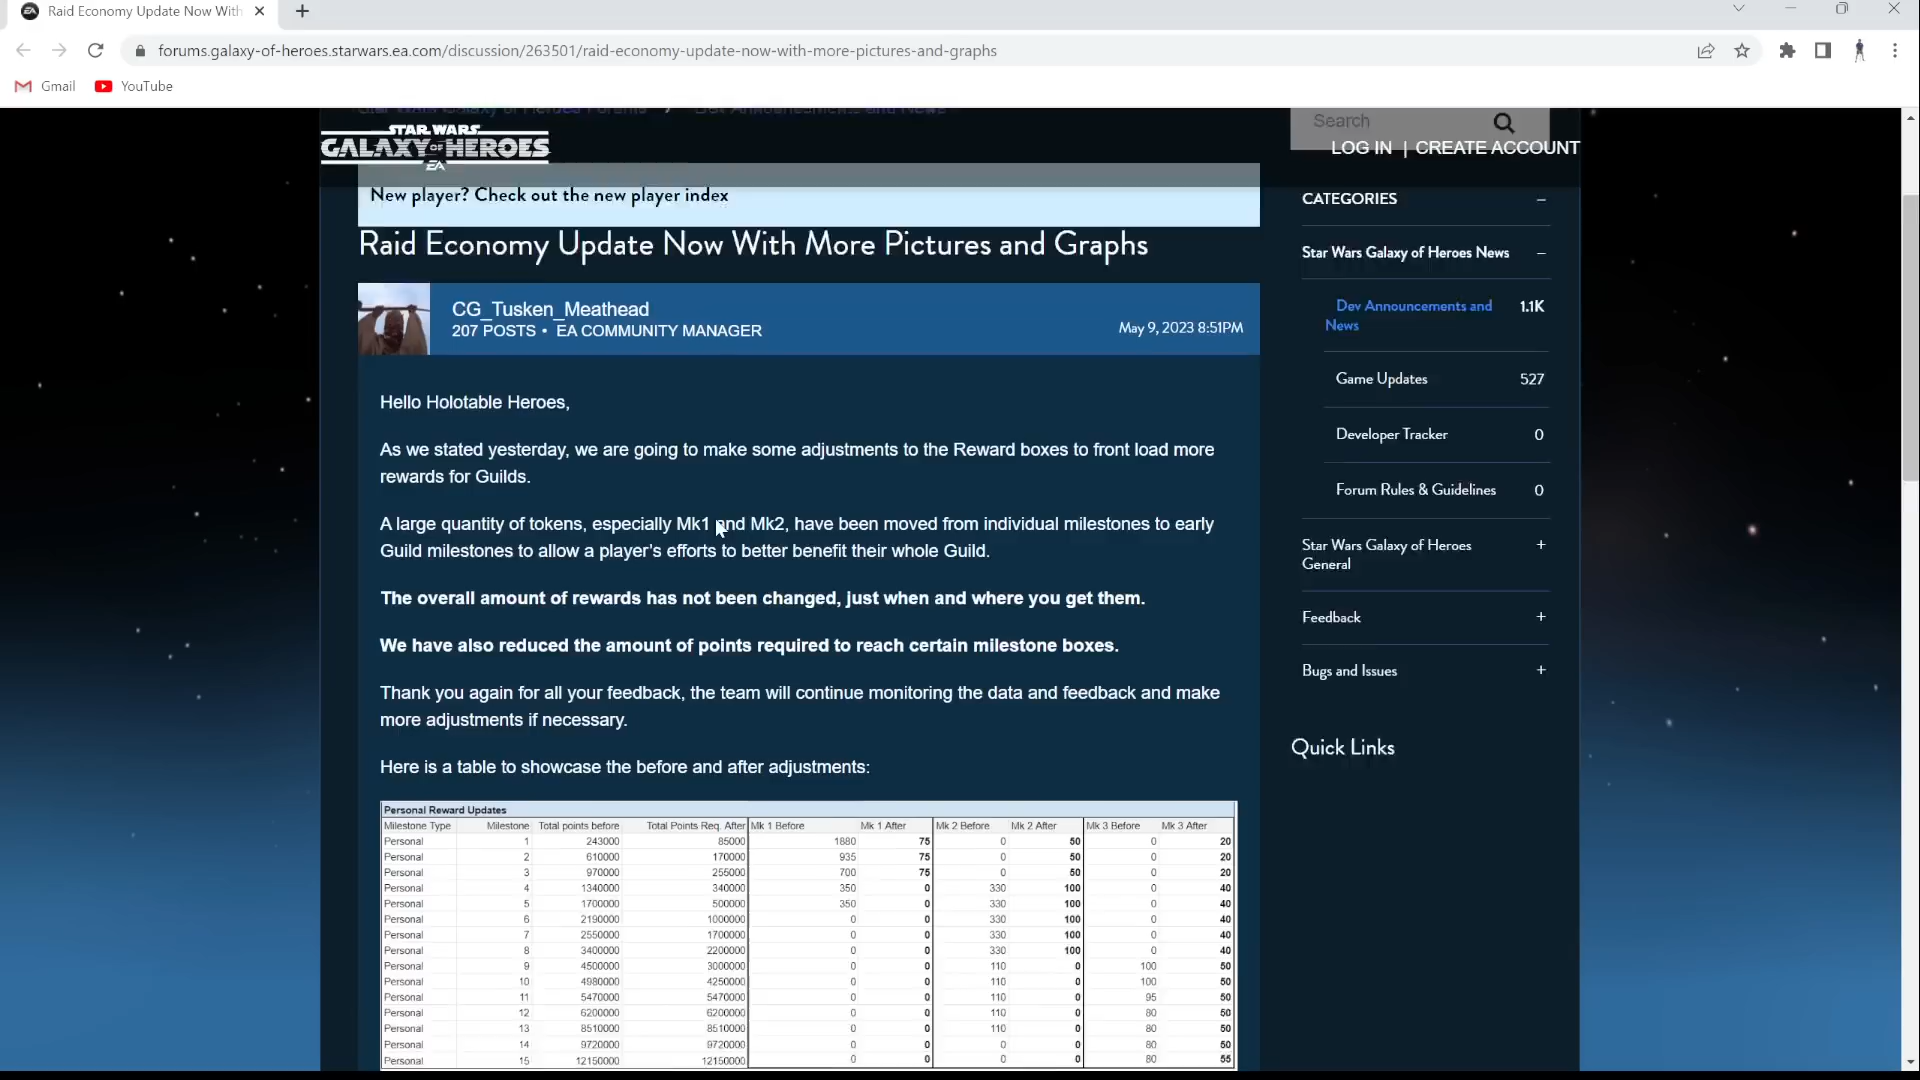 Raid Economy Update Now With
forums.galaxy-of-heroes.starwars.ea.com/discussion/263501/raid-economy-update-now-with-more-pictures-and-graphs
Gmail YouTube
STAR WARS
GALAXY OF HEROES
EA
Search
LOG IN | CREATE ACCOUNT
New player? Check out the new player index
Raid Economy Update Now With More Pictures and Graphs
CG_Tusken_Meathead
207 POSTS • EA COMMUNITY MANAGER
May 9, 2023 8:51PM
Hello Holotable Heroes,
As we stated yesterday, we are going to make some adjustments to the Reward boxes to front load more
rewards for Guilds.
A large quantity of tokens, especially Mk1 and Mk2, have been moved from individual milestones to early
Guild milestones to allow a player's efforts to better benefit their whole Guild.
The overall amount of rewards has not been changed, just when and where you get them.
We have also reduced the amount of points required to reach certain milestone boxes.
Thank you again for all your feedback, the team will continue monitoring the data and feedback and make
more adjustments if necessary.
Here is a table to showcase the before and after adjustments:
Personal Reward Updates
Milestone Type Milestone Total points before Total Points Req. After Mk 1 Before Mk 1 After Mk 2 Before Mk 2 After Mk 3 Before Mk 3 After
Personal 1 243000 85000 1880 75 0 50 0 20
Personal 2 610000 170000 935 75 0 50 0 20
Personal 3 970000 255000 700 75 0 50 0 20
Personal 4 1340000 340000 350 0 330 100 0 40
Personal 5 1700000 500000 350 0 330 100 0 40
Personal 6 2190000 1000000 0 0 330 100 0 40
Personal 7 2550000 1700000 0 0 330 100 0 40
Personal 8 3400000 2200000 0 0 330 100 0 40
Personal 9 4500000 3000000 0 0 110 0 100 50
Personal 10 4980000 4250000 0 0 110 0 100 50
Personal 11 5470000 5470000 0 0 110 0 95 50
Personal 12 6200000 6200000 0 0 110 0 80 50
Personal 13 8510000 8510000 0 0 110 0 80 50
Personal 14 9720000 9720000 0 0 0 0 80 50
Personal 15 12150000 12150000 0 0 0 0 80 55
CATEGORIES
Star Wars Galaxy of Heroes News
Dev Announcements and 1.1K
News
Game Updates 527
Developer Tracker 0
Forum Rules & Guidelines 0
Star Wars Galaxy of Heroes +
General
Feedback +
Bugs and Issues +
Quick Links